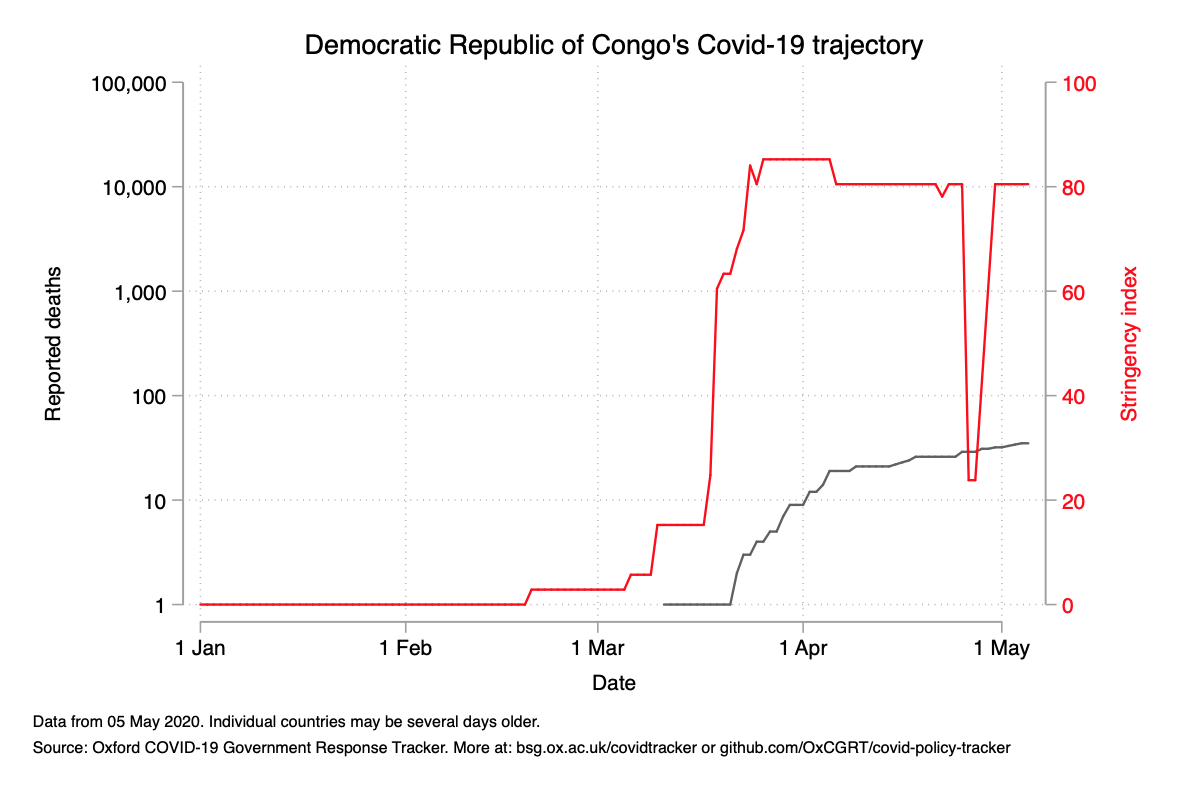 Democratic Republic of Congo's Covid-19 trajectory
100,000
10,000
1,000
100
10
1
Reported deaths
100
80
60
40
20
0
Stringency index
1 Jan
1 Feb
1 Mar
1 Apr
1 May
Date
Data from 05 May 2020. Individual countries may be several days older.
Source: Oxford COVID-19 Government Response Tracker. More at: bsg.ox.ac.uk/covidtracker or github.com/OxCGRT/covid-policy-tracker